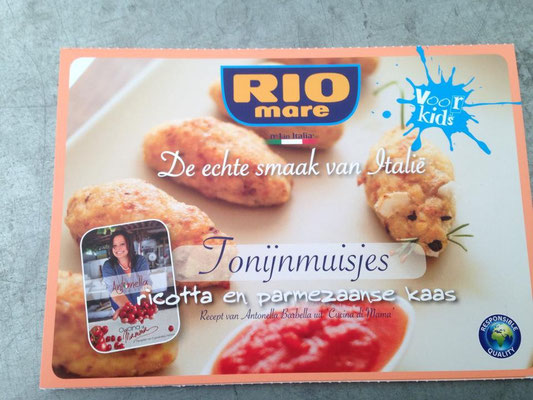 RIO
mare
Voor
kids
De echte smaak van Italië
Tonijnmuisjes
ricotta en parmezaanse kaas
Recept van Antonella Barbella uit 'Cucina di Mama'
Antonella
RESPONSIBLE
QUALITY